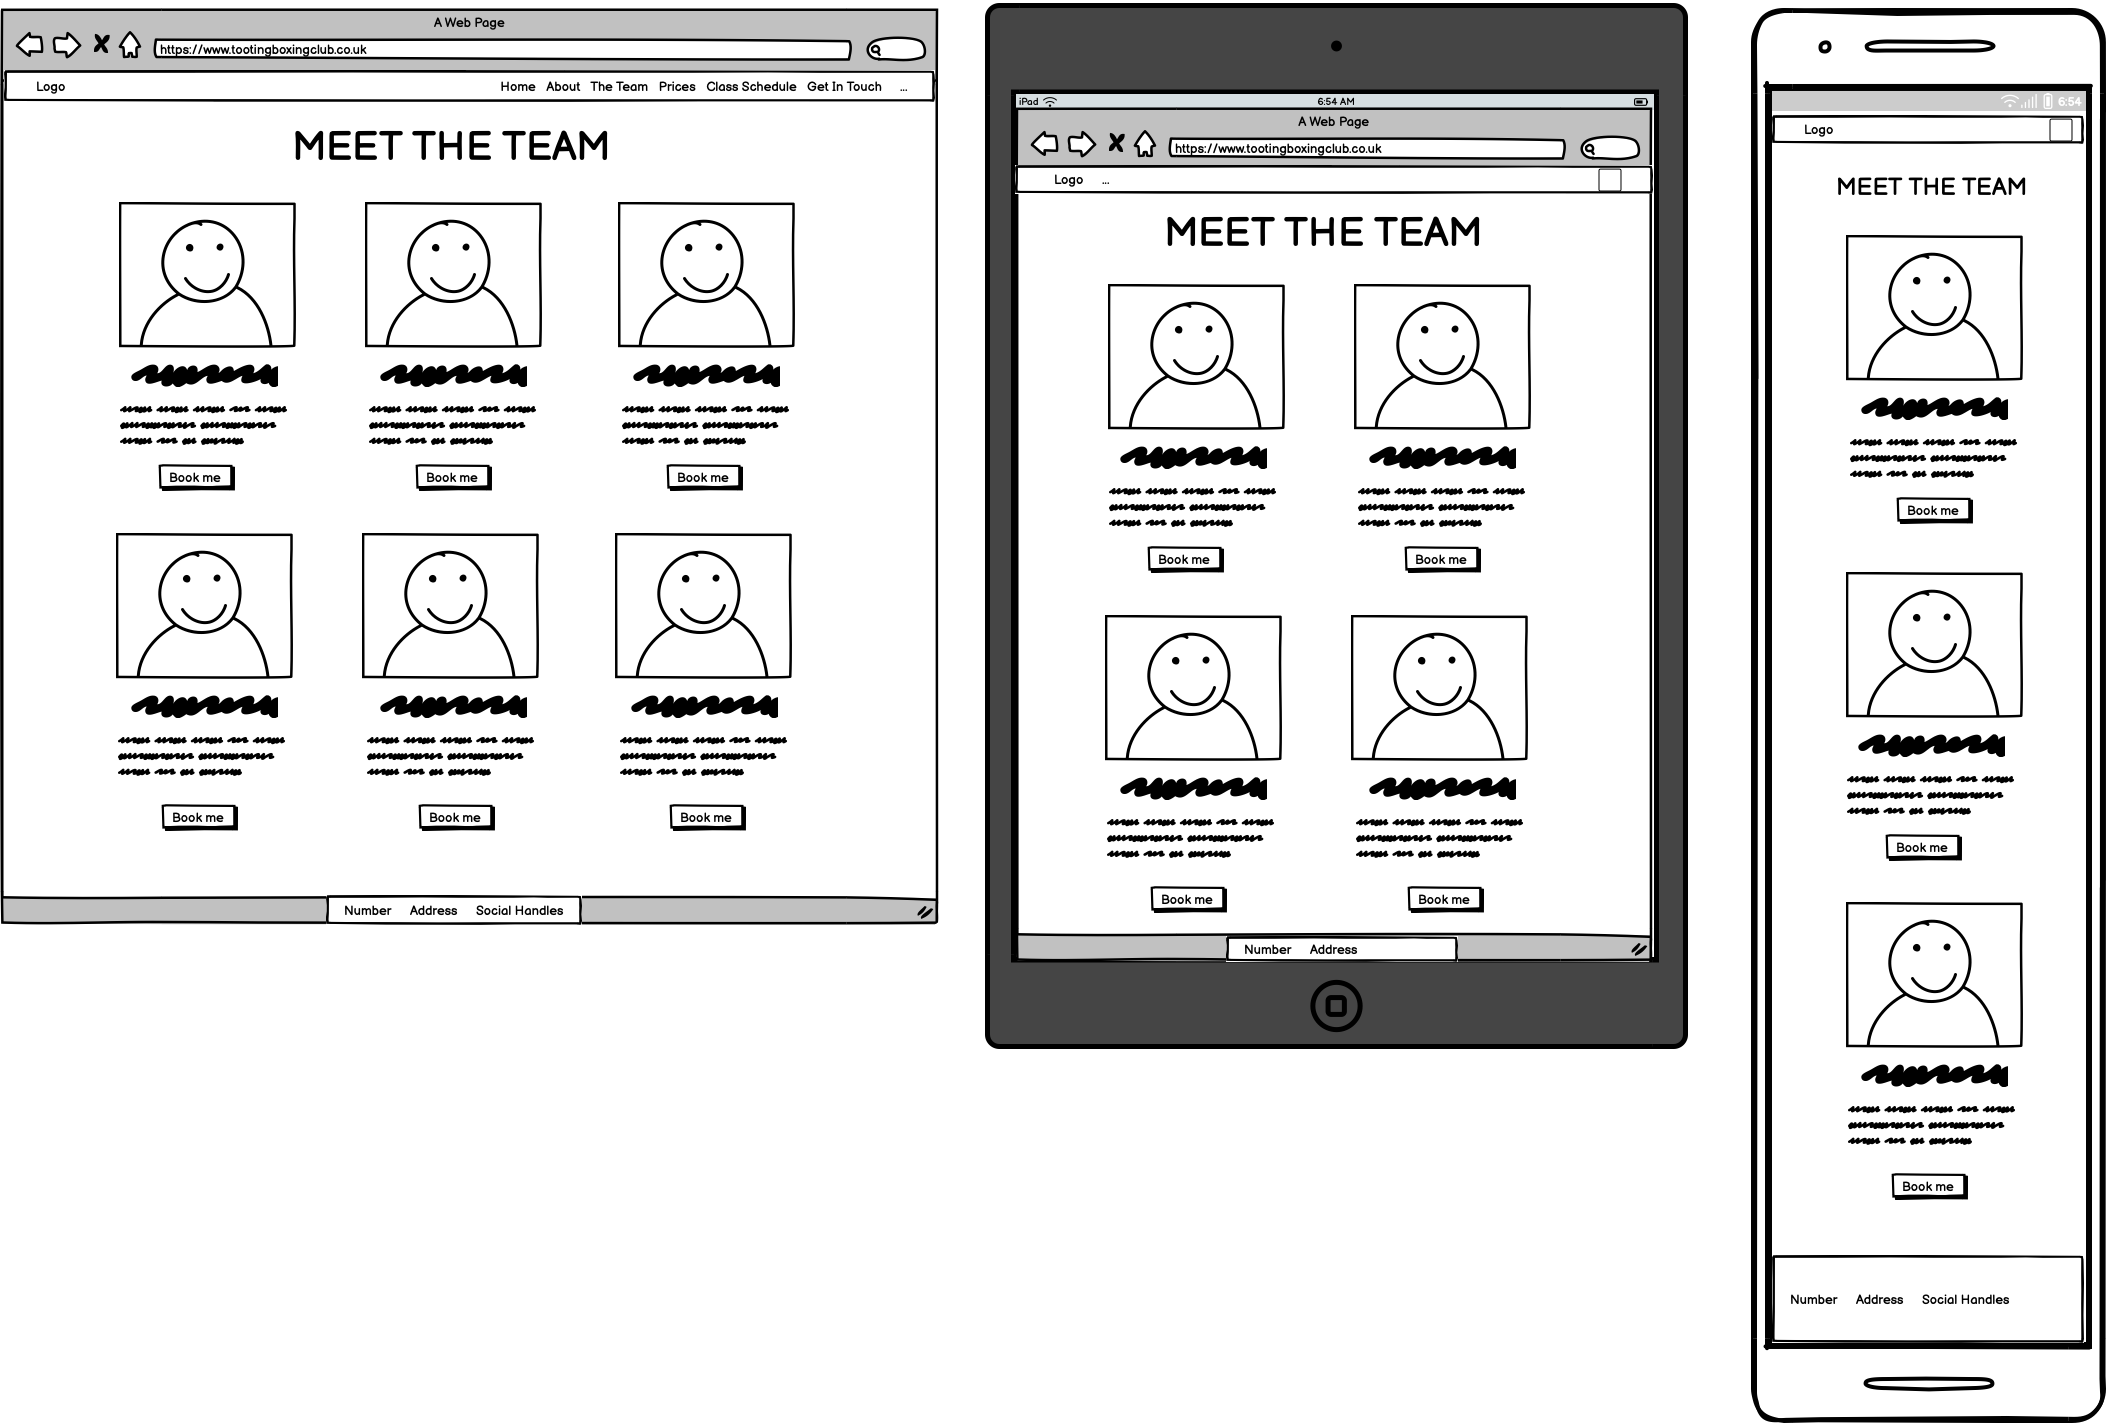 A Web Page
https://www.tootingboxingclub.co.uk
Logo Home About The Team Prices Class Schedule Get In Touch ...
MEET THE TEAM
Book me Book me Book me
Book me Book me Book me
Number Address Social Handles
iPad 6:54 AM
A Web Page
https://www.tootingboxingclub.co.uk
Logo ...
MEET THE TEAM
Book me Book me
Book me Book me
Number Address
6:54
Logo
MEET THE TEAM
Book me
Book me
Book me
Number Address Social Handles